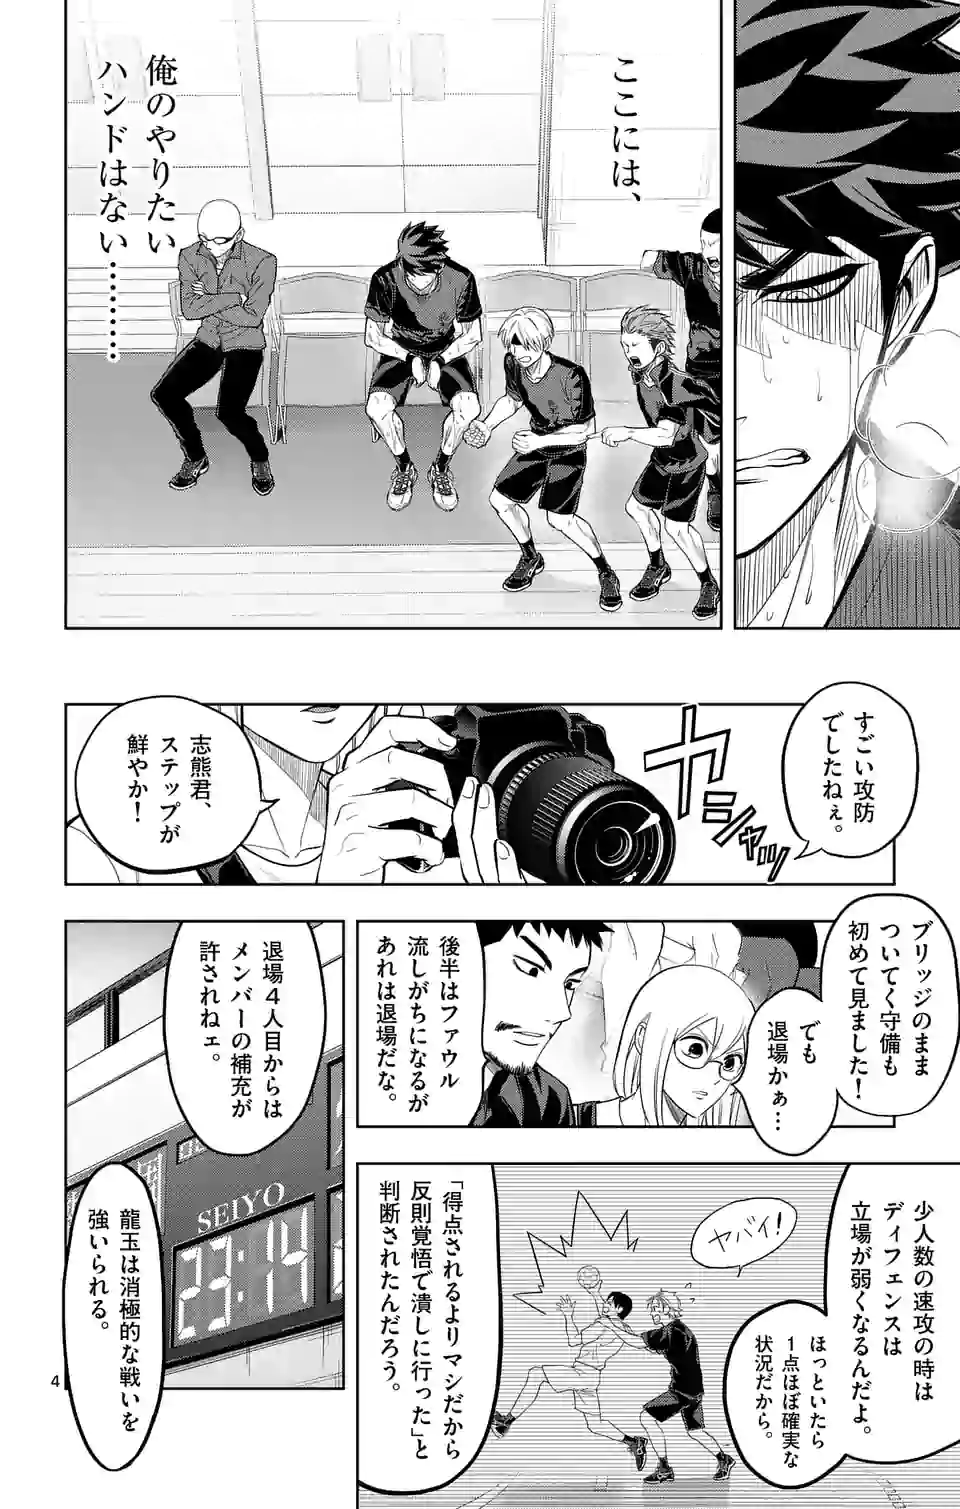 ここには、
俺のやりたい
ハンドはない………
すごい攻防
でしたねぇ。
カシャカシャッ
志熊君、
ステップが
鮮やか！
ブリッジのまま
ついてく守備も
初めて見ました！
でも
退場かぁ…
後半はファウル
流しがちになるが
あれは退場だな。
退場4人目からは
メンバーの補充が
許されねェ。
SEIYO
23:14
龍玉は消極的な戦いを
強いられる。
少人数の速攻の時は
ディフェンスは
立場が弱くなるんだよ。
ほっといたら
1点ほぼ確実な
状況だから。
ヤバイ！
「得点されるよりマシだから
反則覚悟で潰しに行った」と
判断されたんだろう。
4